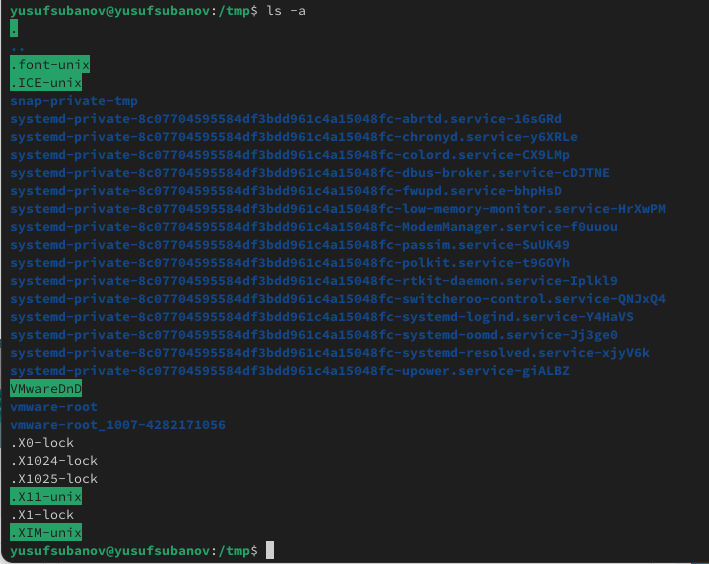 yusufsubanov@yusufsubanov:/tmp$ ls -a
.
..
.font-unix
.ICE-unix
snap-private-tmp
systemd-private-8c07704595584df3bdd961c4a15048fc-abrtd.service-16sGRd
systemd-private-8c07704595584df3bdd961c4a15048fc-chronyd.service-y6XRLe
systemd-private-8c07704595584df3bdd961c4a15048fc-colord.service-CX9LMp
systemd-private-8c07704595584df3bdd961c4a15048fc-dbus-broker.service-cDJTNE
systemd-private-8c07704595584df3bdd961c4a15048fc-fwupd.service-bhpHsD
systemd-private-8c07704595584df3bdd961c4a15048fc-low-memory-monitor.service-HrXwPM
systemd-private-8c07704595584df3bdd961c4a15048fc-ModemManager.service-f0uuou
systemd-private-8c07704595584df3bdd961c4a15048fc-passim.service-SuUK49
systemd-private-8c07704595584df3bdd961c4a15048fc-polkit.service-t9GOYh
systemd-private-8c07704595584df3bdd961c4a15048fc-rtkit-daemon.service-Iplkl9
systemd-private-8c07704595584df3bdd961c4a15048fc-switcheroo-control.service-QNJxQ4
systemd-private-8c07704595584df3bdd961c4a15048fc-systemd-logind.service-Y4HaVS
systemd-private-8c07704595584df3bdd961c4a15048fc-systemd-oomd.service-Jj3ge0
systemd-private-8c07704595584df3bdd961c4a15048fc-systemd-resolved.service-xjyV6k
systemd-private-8c07704595584df3bdd961c4a15048fc-upower.service-giALBZ
VMwareDnD
vmware-root
vmware-root_1007-4282171056
.X0-lock
.X1024-lock
.X1025-lock
.X11-unix
.X1-lock
.XIM-unix
yusufsubanov@yusufsubanov:/tmp$